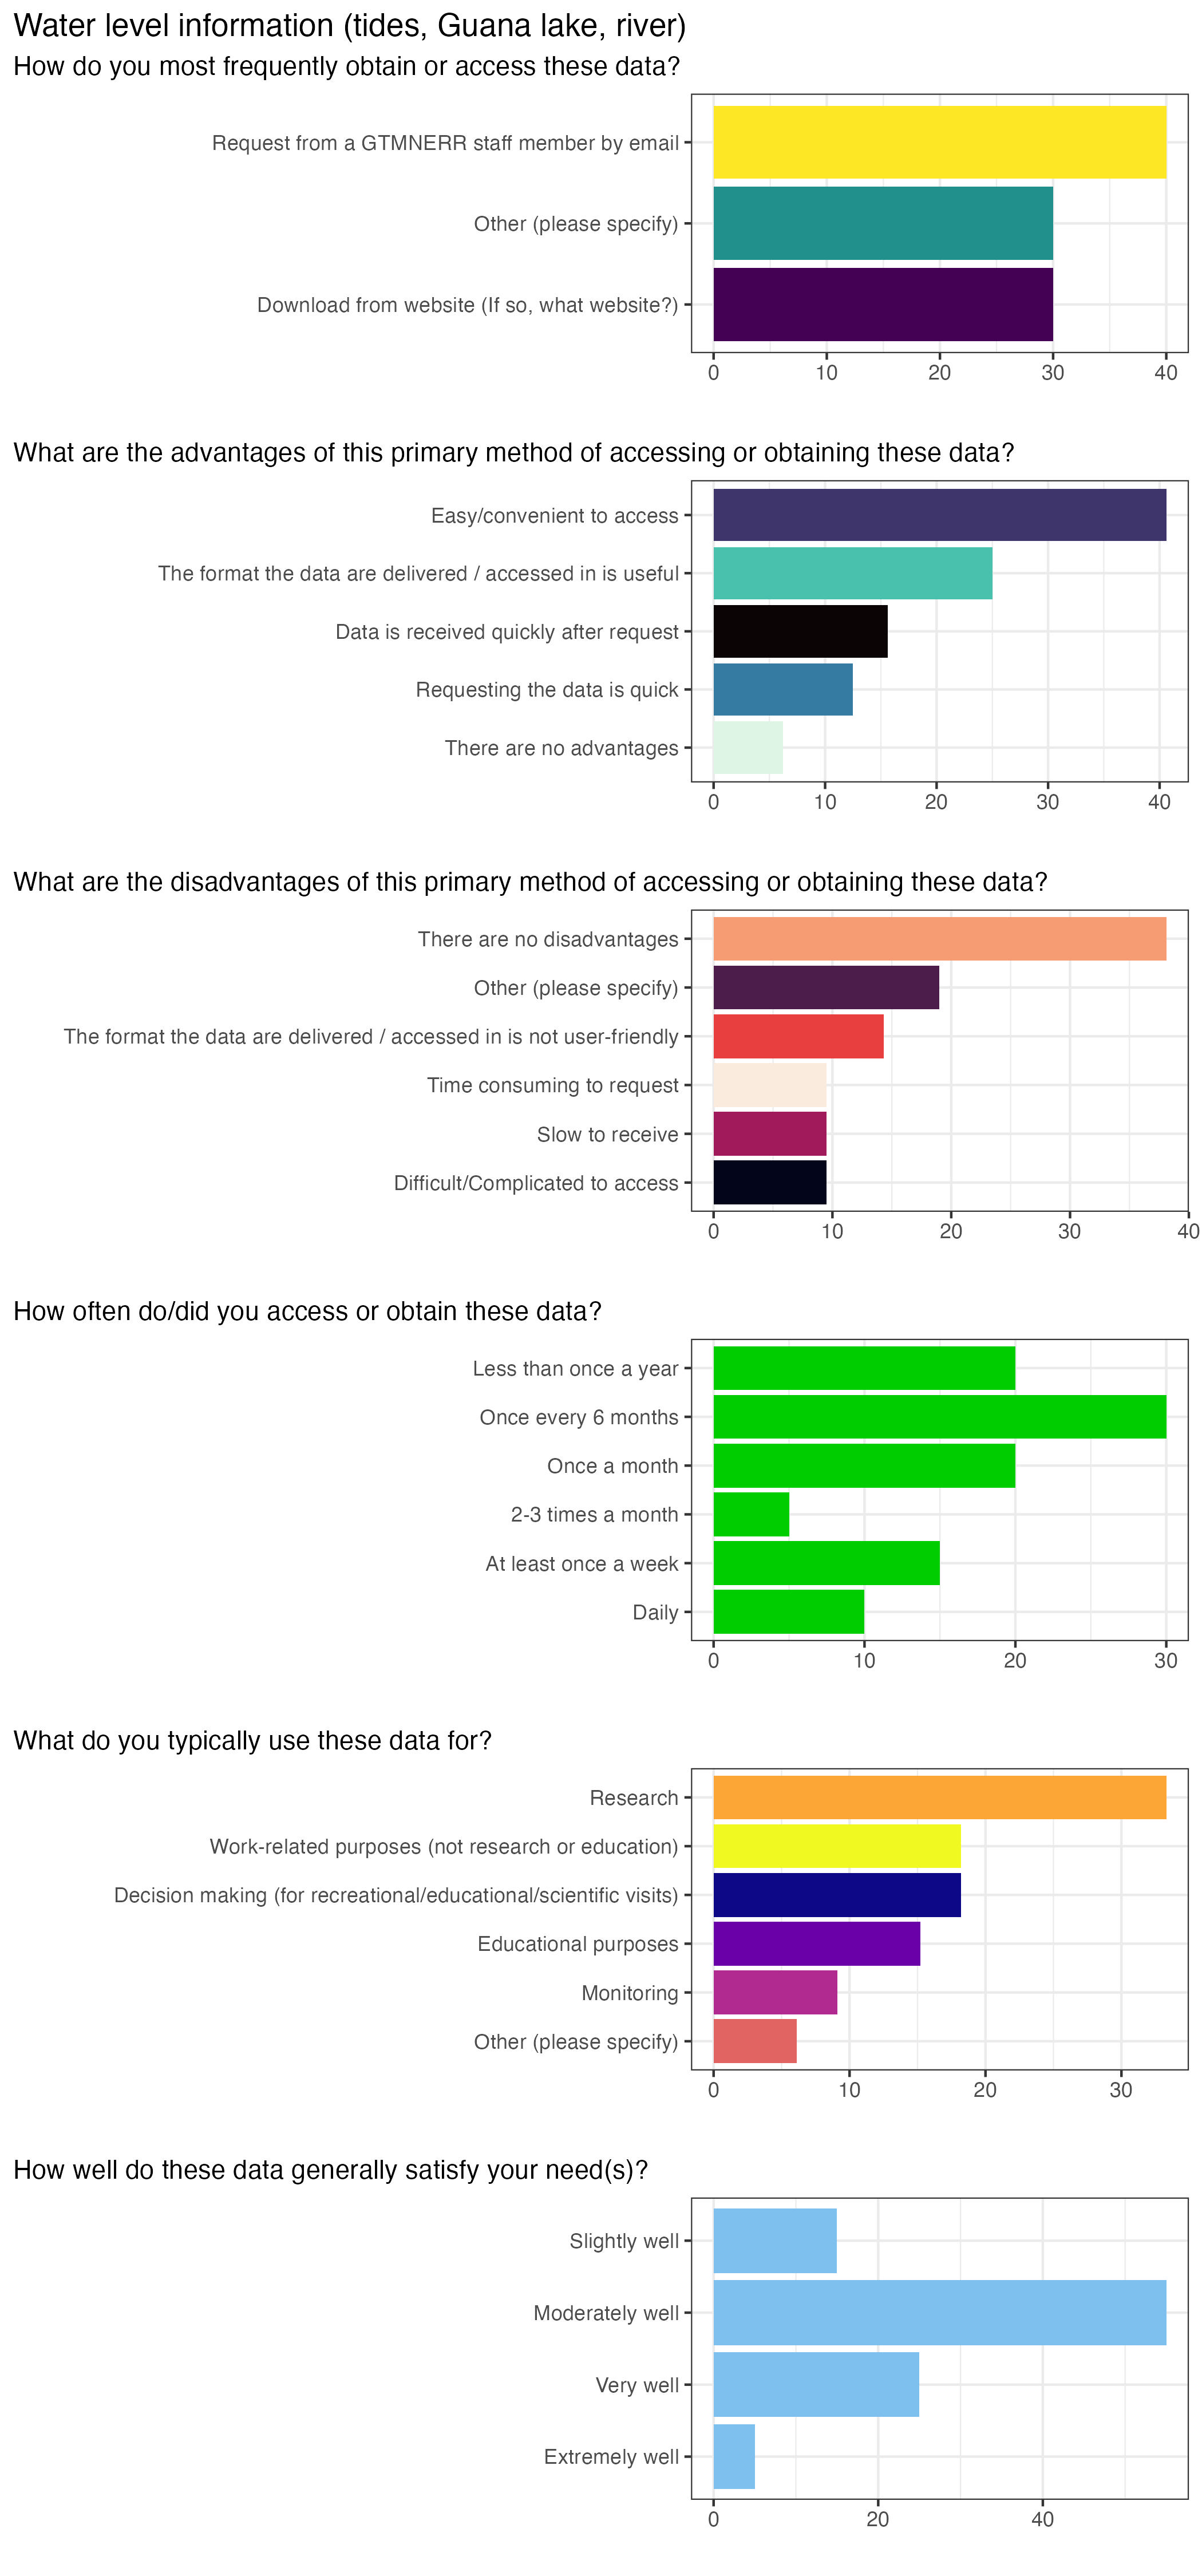 Water level information (tides, Guana lake, river)
How do you most frequently obtain or access these data?
Request from a GTMNERR staff member by email
Other (please specify)
Download from website (If so, what website?)
0 10 20 30 40
What are the advantages of this primary method of accessing or obtaining these data?
Easy/convenient to access
The format the data are delivered / accessed in is useful
Data is received quickly after request
Requesting the data is quick
There are no advantages
0 10 20 30 40
What are the disadvantages of this primary method of accessing or obtaining these data?
There are no disadvantages
Other (please specify)
The format the data are delivered / accessed in is not user-friendly
Time consuming to request
Slow to receive
Difficult/Complicated to access
0 10 20 30 40
How often do/did you access or obtain these data?
Less than once a year
Once every 6 months
Once a month
2-3 times a month
At least once a week
Daily
0 10 20 30
What do you typically use these data for?
Research
Work-related purposes (not research or education)
Decision making (for recreational/educational/scientific visits)
Educational purposes
Monitoring
Other (please specify)
0 10 20 30
How well do these data generally satisfy your need(s)?
Slightly well
Moderately well
Very well
Extremely well
0 20 40